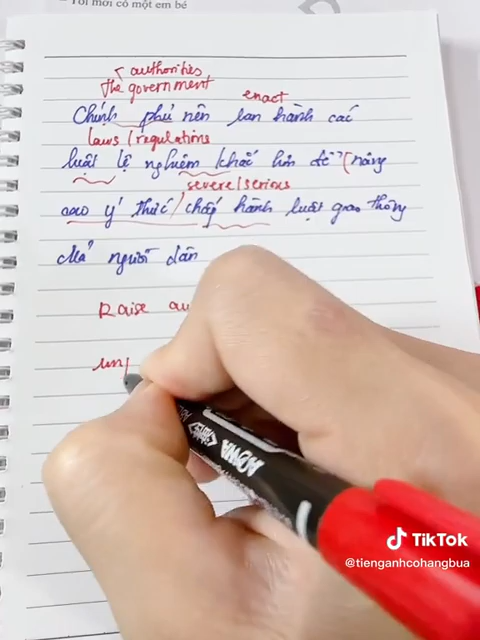 Tôi mới có một em bé
authorities
The government
enact
Chính phủ nên ban hành các
laws / regulations
luật lệ nghiêm khắc hơn để (nâng
severe/serious
cao ý thức) chấp hành luật giao thông
của người dân
Raise
TikTok
@tienganhcohangbua